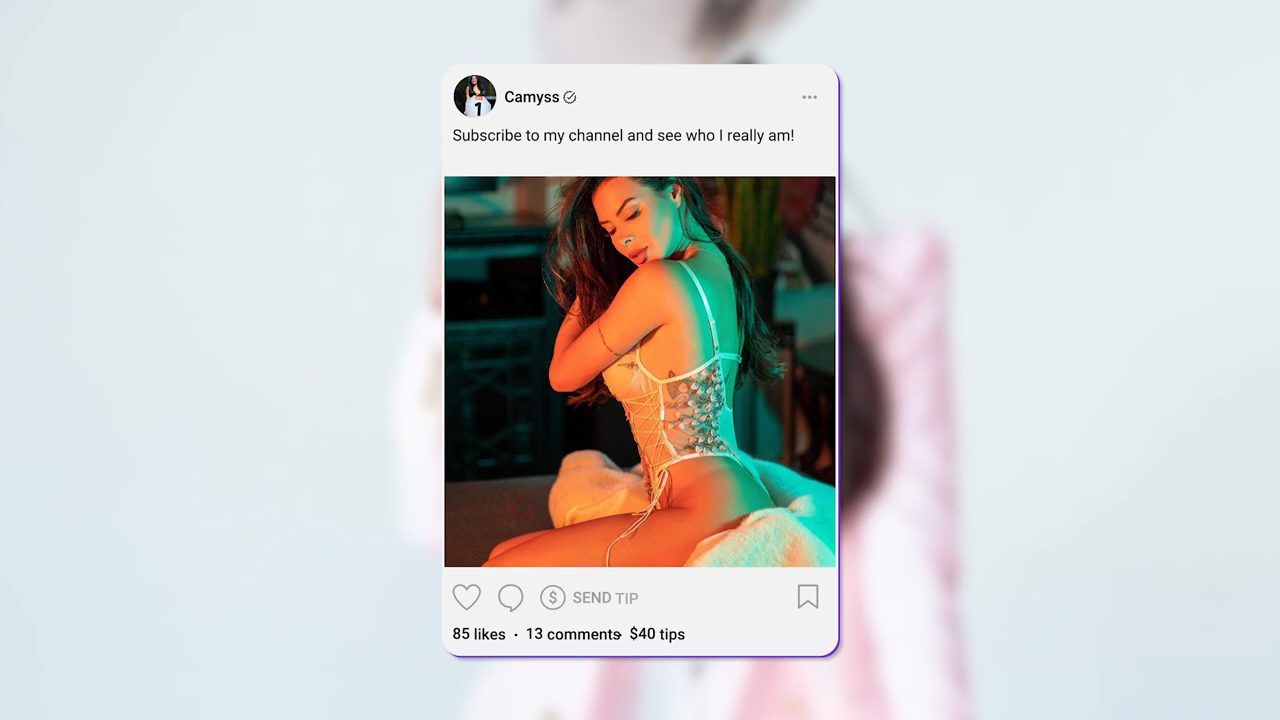 Camyss
Subscribe to my channel and see who I really am!
SEND TIP
85 likes · 13 comments · $40 tips